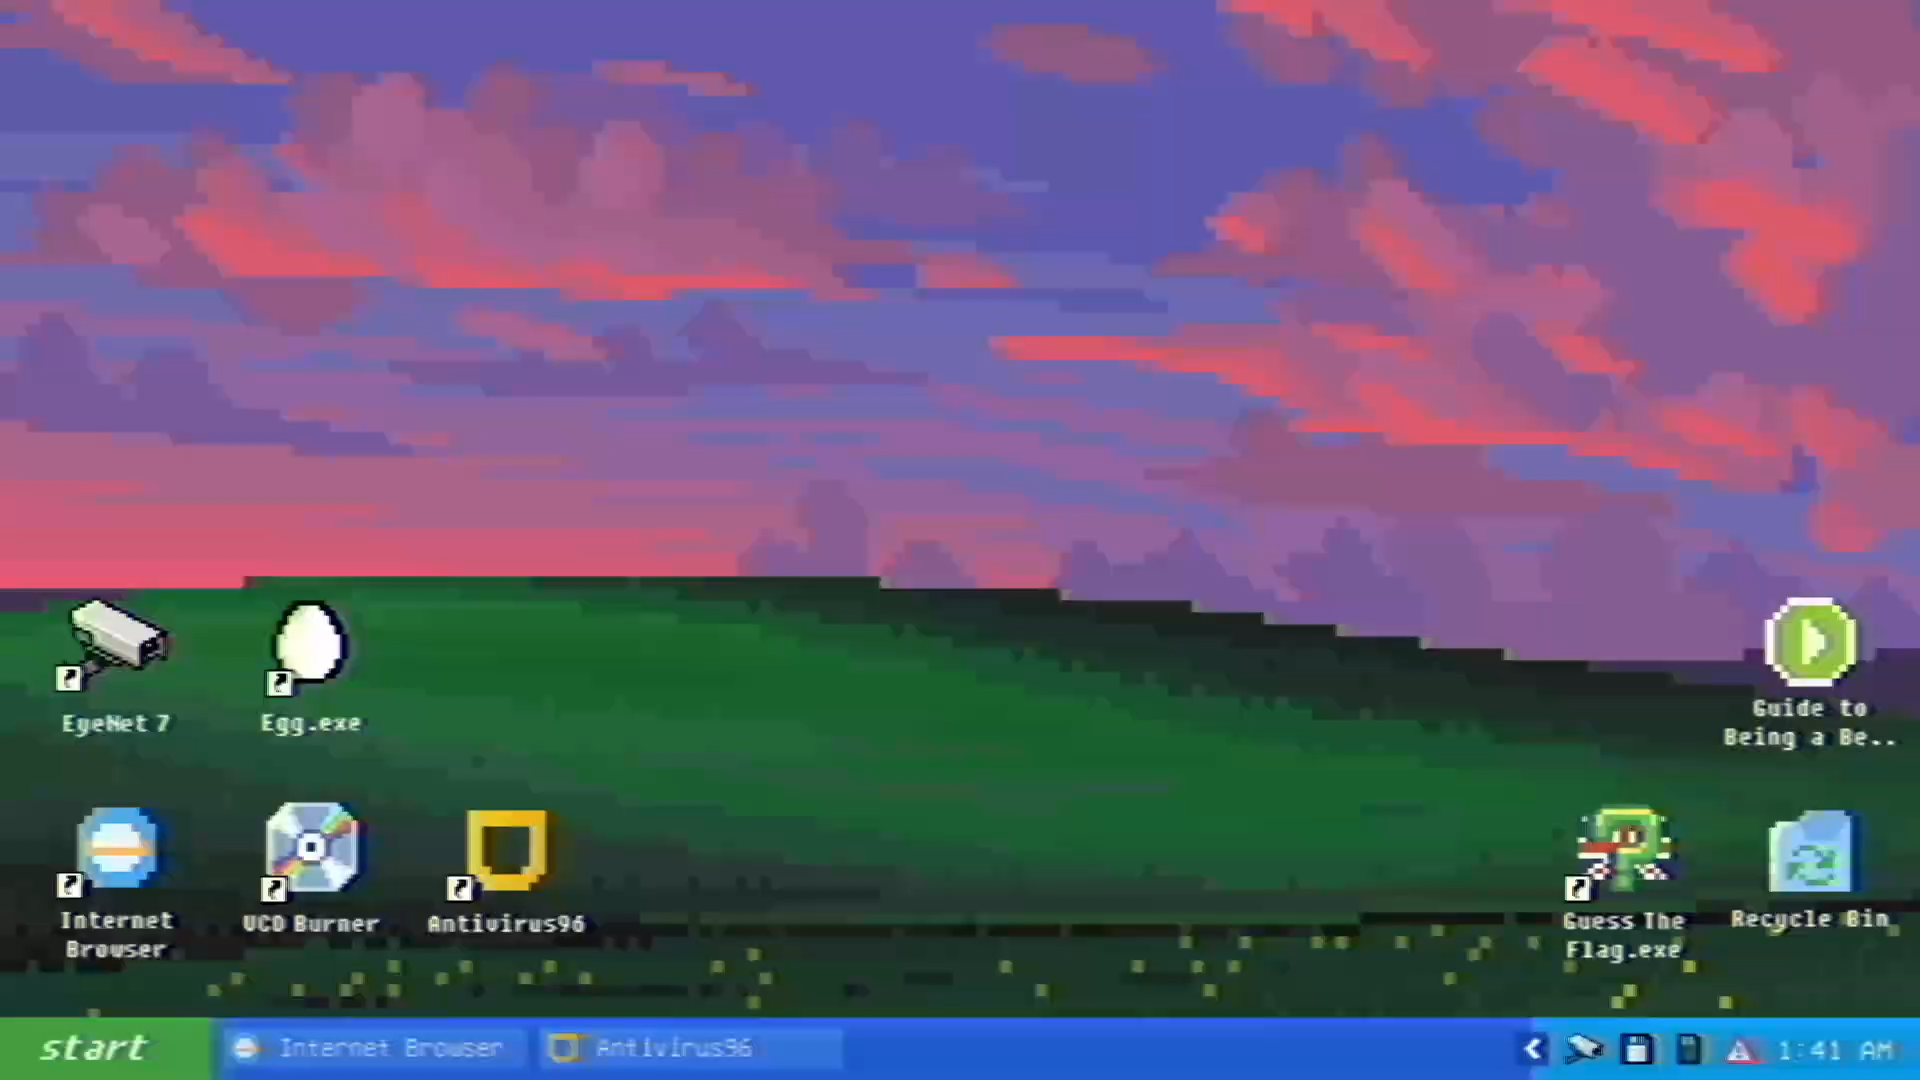 EyeNet 7
Egg.exe
Guide to
Being a Be..
Internet
Browser
VCD Burner
Antivirus96
Guess The
Flag.exe
Recycle Bin
start
Internet Browser
Antivirus96
1:41 AM